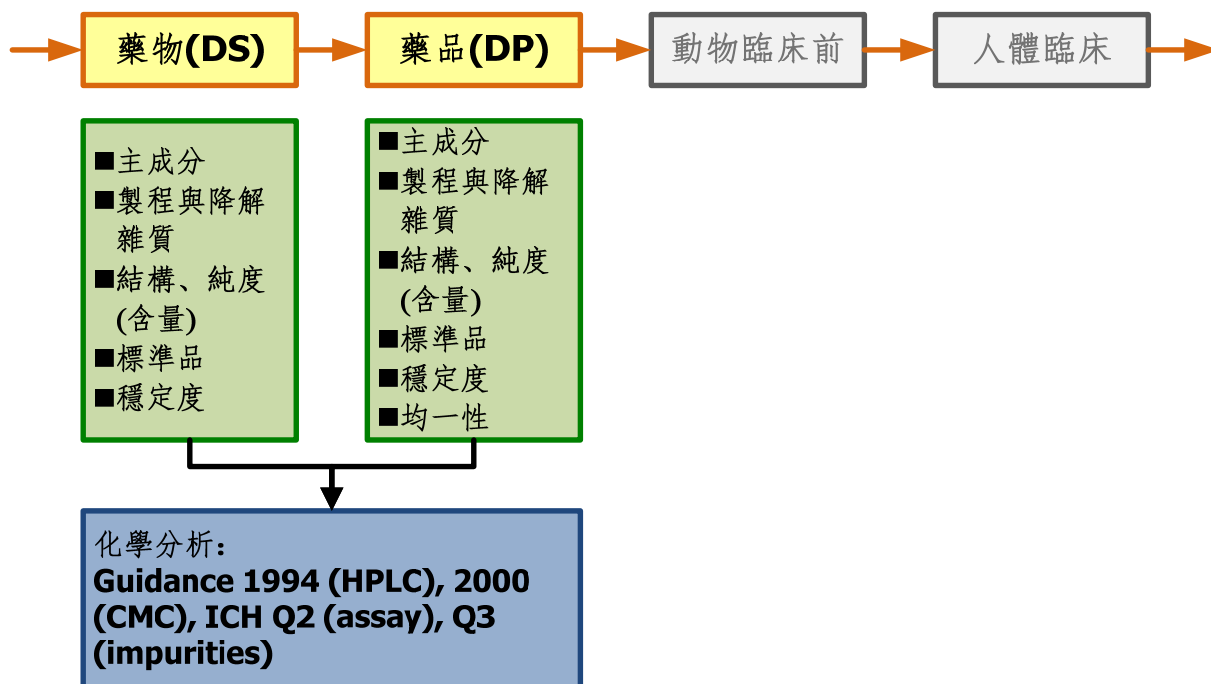 藥物(DS)
藥品(DP)
動物臨床前
人體臨床
■主成分
■製程與降解
雜質
■結構、純度
(含量)
■標準品
■穩定度
■主成分
■製程與降解
雜質
■結構、純度
(含量)
■標準品
■穩定度
■均一性
化學分析:
Guidance 1994 (HPLC), 2000
(CMC), ICH Q2 (assay), Q3
(impurities)